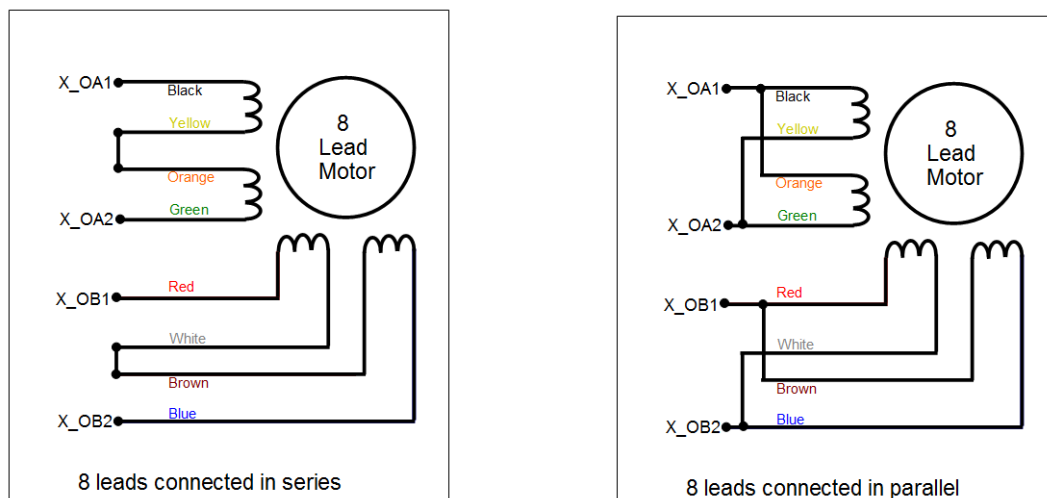 X_OA1
Black
Yellow
Orange
X_OA2
Green
8
Lead
Motor
X_OB1
Red
White
Brown
X_OB2
Blue
8 leads connected in series
X_OA1
Black
Yellow
Orange
X_OA2
Green
8
Lead
Motor
X_OB1
Red
White
Brown
X_OB2
Blue
8 leads connected in parallel